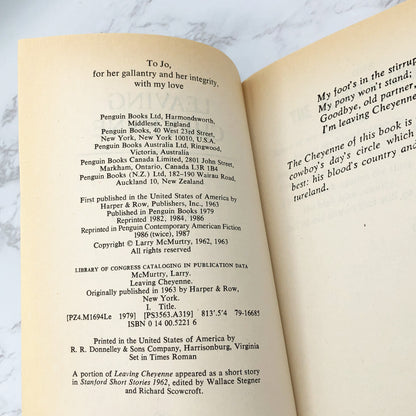 To Jo,
for her gallantry and her integrity,
with my love
Penguin Books Ltd, Harmondsworth,
Middlesex, England
Penguin Books, 40 West 23rd Street,
New York, New York 10010, U.S.A.
Penguin Books Australia Ltd, Ringwood,
Victoria, Australia
Penguin Books Canada Limited, 2801 John Street,
Markham, Ontario, Canada L3R 1B4
Penguin Books (N.Z.) Ltd, 182–190 Wairau Road,
Auckland 10, New Zealand
First published in the United States of America by
Harper & Row, Publishers, Inc., 1963
Published in Penguin Books 1979
Reprinted 1982, 1984, 1986
Reprinted in Penguin Contemporary American Fiction
1986 (twice), 1987
Copyright © Larry McMurtry, 1962, 1963
All rights reserved
LIBRARY OF CONGRESS CATALOGING IN PUBLICATION DATA
McMurtry, Larry.
Leaving Cheyenne.
Originally published in 1963 by Harper & Row,
New York.
I. Title.
[PZ4.M1694Le 1979] [PS3563.A319] 813'.5'4 79-16685
ISBN 0 14 00.5221 6
Printed in the United States of America by
R. R. Donnelley & Sons Company, Harrisonburg, Virginia
Set in Times Roman
A portion of Leaving Cheyenne appeared as a short story
in Stanford Short Stories 1962, edited by Wallace Stegner
and Richard Scowcroft.
My foot's in the stirrup
My pony won't stand;
Goodbye, old partner,
I'm leaving Cheyenne
The Cheyenne of this book is
cowboy's day's circle which
best: his blood's country and
tureland.